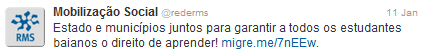 Mobilização Social @rederms 11 Jan
Estado e municípios juntos para garantir a todos os estudantes
baianos o direito de aprender! migre.me/7nEEw.
RMS